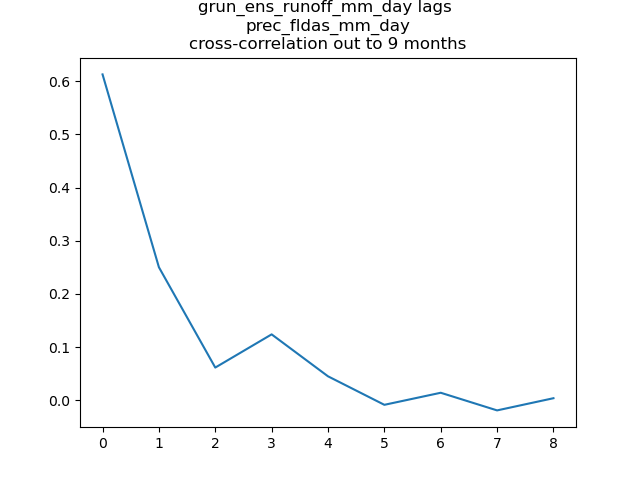 grun_ens_runoff_mm_day lags
prec_fldas_mm_day
cross-correlation out to 9 months
0.6
0.5
0.4
0.3
0.2
0.1
0.0
0 1 2 3 4 5 6 7 8